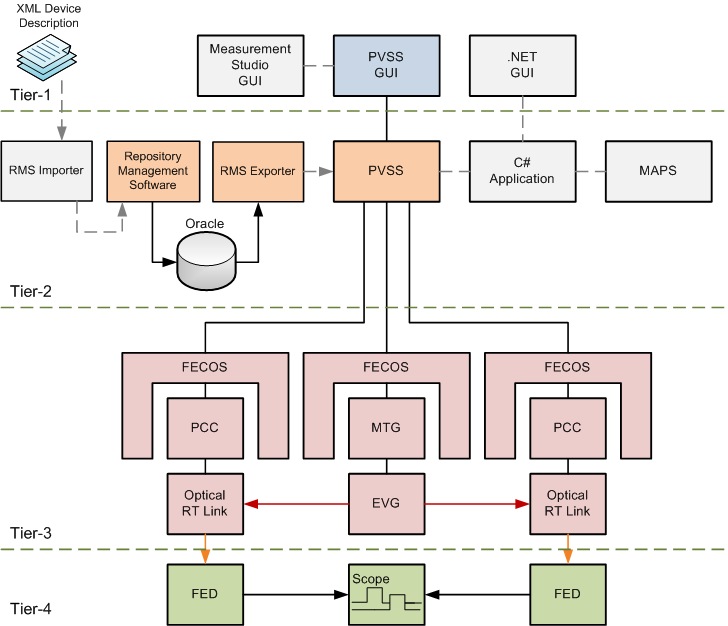 XML Device
Description
Measurement
Studio
GUI
PVSS
GUI
.NET
GUI
Tier-1
RMS Importer
Repository
Management
Software
RMS Exporter
PVSS
C#
Application
MAPS
Oracle
Tier-2
FECOS
FECOS
FECOS
PCC
MTG
PCC
Optical
RT Link
EVG
Optical
RT Link
Tier-3
FED
Scope
FED
Tier-4